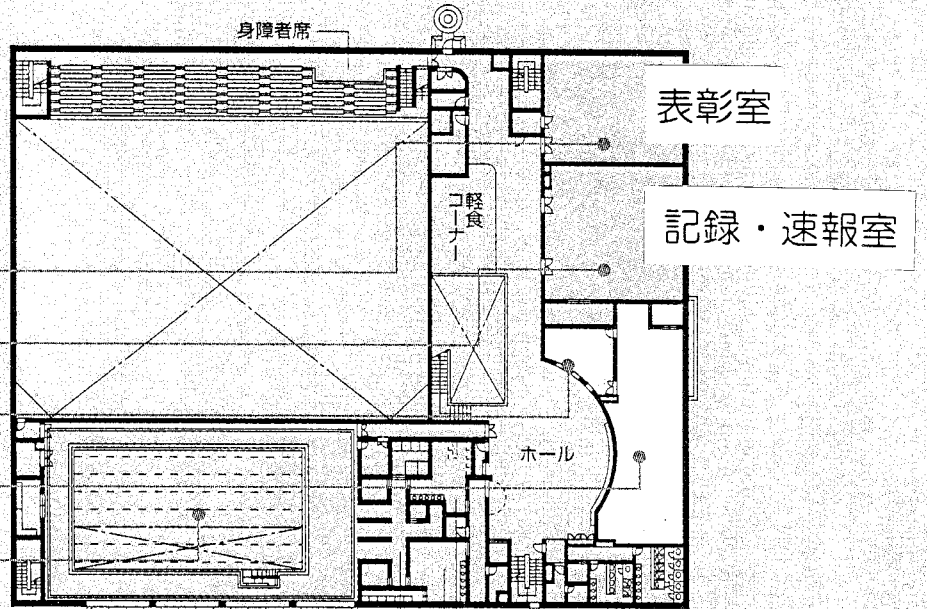 身障者席
表彰室
記録・速報室
軽食
コーナー
ホール